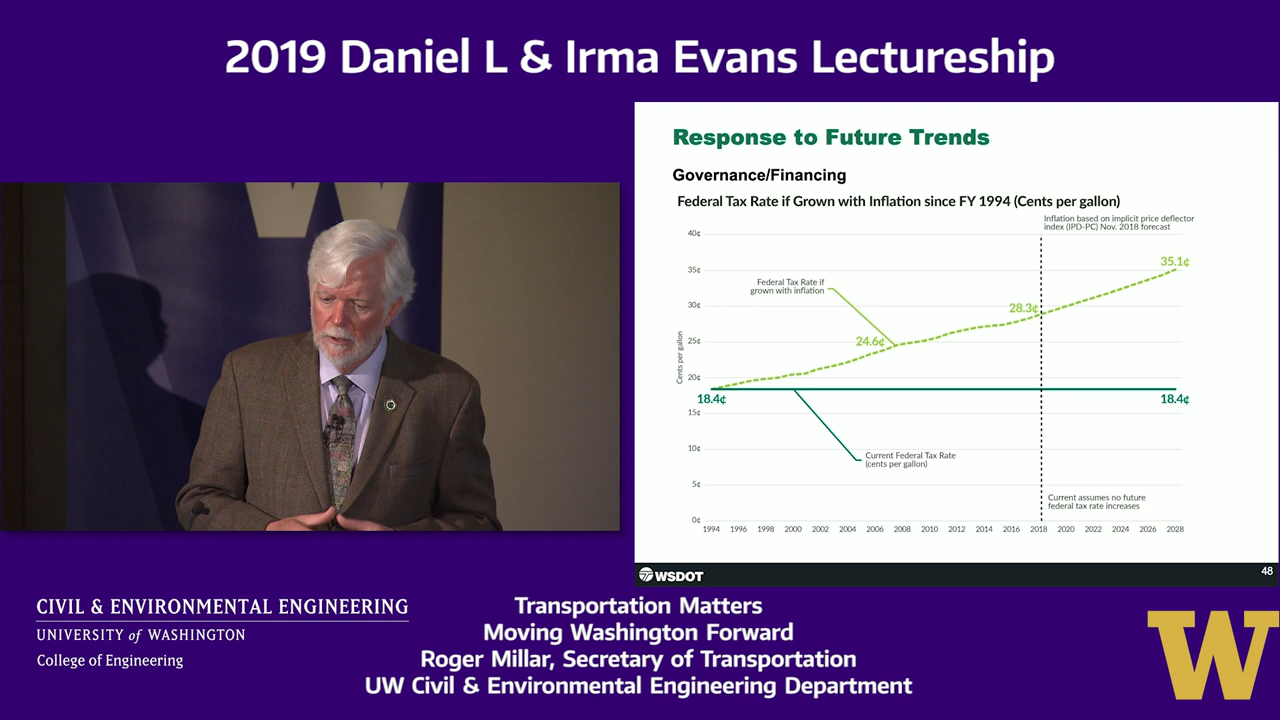 2019 Daniel L & Irma Evans Lectureship
Response to Future Trends
Governance/Financing
Federal Tax Rate if Grown with Inflation since FY 1994 (Cents per gallon)
Inflation based on implicit price deflector
index (IPD-PC) Nov. 2018 forecast
40¢
35¢
30¢
25¢
20¢
15¢
10¢
5¢
0¢
Cents per gallon
Federal Tax Rate if
grown with inflation
35.1¢
28.3¢
24.6¢
18.4¢
18.4¢
Current Federal Tax Rate
(cents per gallon)
Current assumes no future
federal tax rate increases
1994 1996 1998 2000 2002 2004 2006 2008 2010 2012 2014 2016 2018 2020 2022 2024 2026 2028
WSDOT
48
CIVIL & ENVIRONMENTAL ENGINEERING
UNIVERSITY of WASHINGTON
College of Engineering
Transportation Matters
Moving Washington Forward
Roger Millar, Secretary of Transportation
UW Civil & Environmental Engineering Department
W